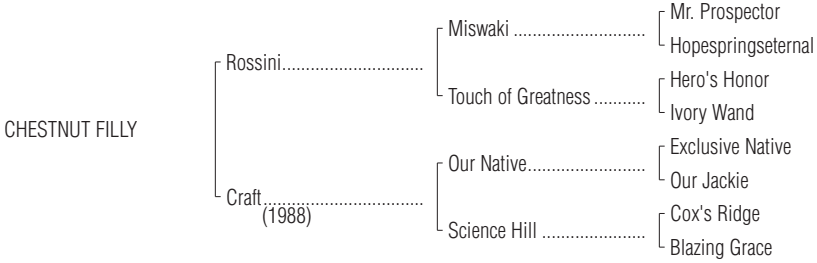 Mr. Prospector
Miswaki ............................
Hopespringseternal
Rossini..............................
Hero's Honor
Touch of Greatness ...........
Ivory Wand
CHESTNUT FILLY
Exclusive Native
Our Native.........................
Our Jackie
Craft..................................
(1988)
Cox's Ridge
Science Hill ......................
Blazing Grace